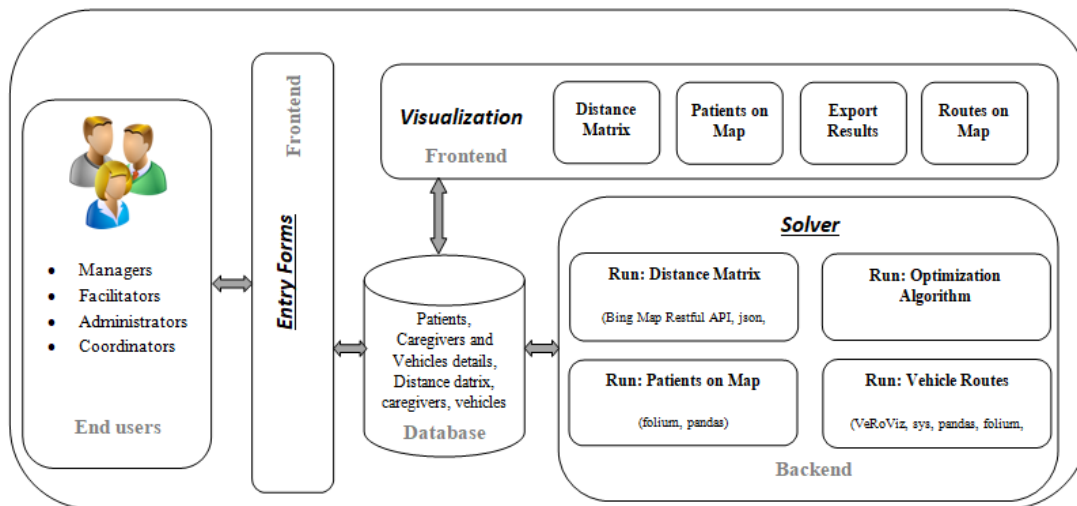 Managers
Facilitators
Administrators
Coordinators
End users
Frontend
Entry Forms
Visualization
Frontend
Distance
Matrix
Patients on
Map
Export
Results
Routes on
Map
Patients,
Caregivers and
Vehicles details,
Distance datrix,
caregivers, vehicles
Database
Solver
Run: Distance Matrix
(Bing Map Restful API, json,
Run: Optimization
Algorithm
Run: Patients on Map
(folium, pandas)
Run: Vehicle Routes
(VeRoViz, sys, pandas, folium,
Backend